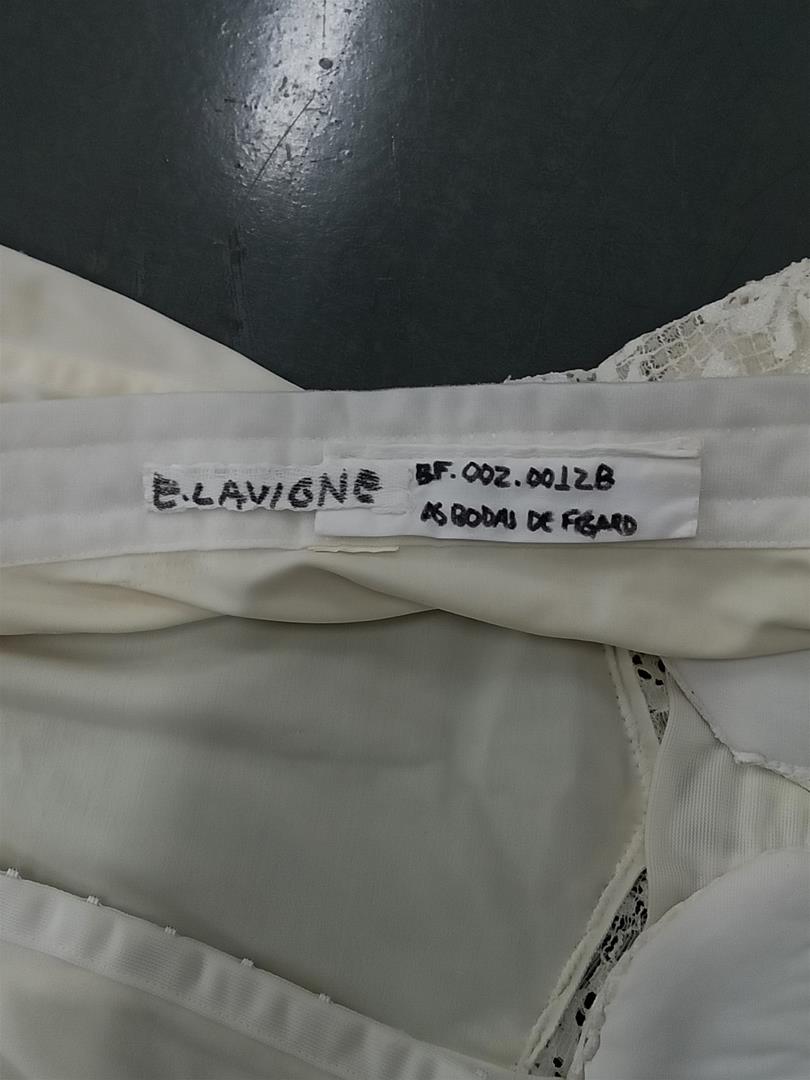 E.LAVIGNE
BF.002.0012B
AS BODAS DE FIGARO